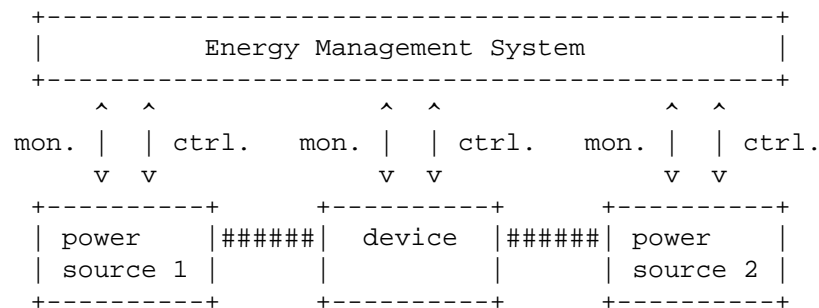 Energy Management System
mon. ctrl. mon. ctrl. mon. ctrl.
power device power
source 1 source 2